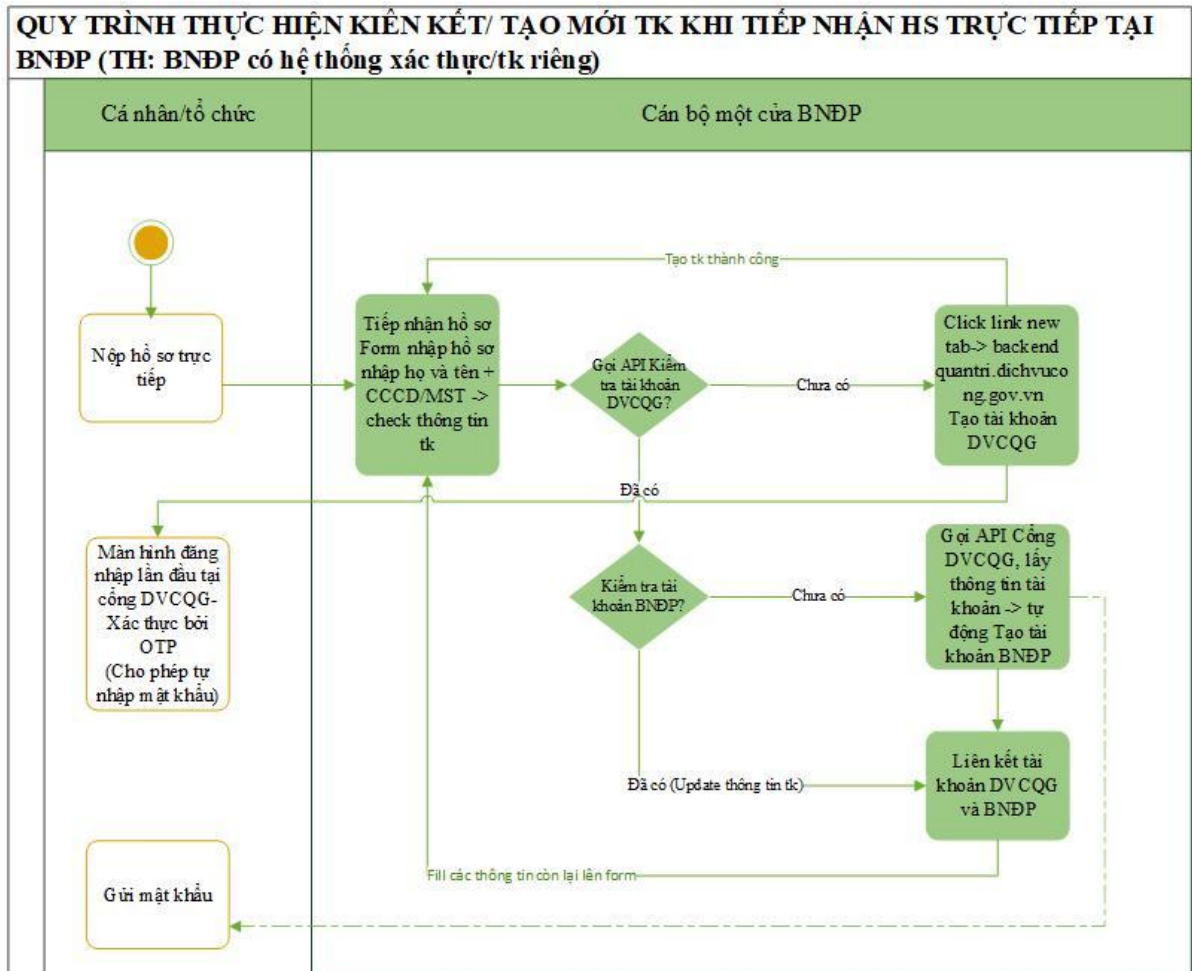 QUY TRÌNH THỰC HIỆN KIÊN KẾT/ TẠO MỚI TK KHI TIẾP NHẬN HS TRỰC TIẾP TẠI
BNĐP (TH: BNĐP có hệ thống xác thực/tk riêng)
Cá nhân/tổ chức
Cán bộ một cửa BNĐP
Tạo tk thành công
Nộp hồ sơ trực
tiếp
Tiếp nhận hồ sơ
Form nhập hồ sơ
nhập họ và tên +
CCCD/MST ->
check thông tin
tk
Gọi API Kiểm
tra tài khoản
DVCQG?
Chưa có
Click link new
tab-> backend
quantri.dichvuco
ng.gov.vn
Tạo tài khoản
DVCQG
Đã có
Màn hình đăng
nhập lần đầu tại
cổng DVCQG-
Xác thực bởi
OTP
(Cho phép tự
nhập mật khẩu)
Kiểm tra tài
khoản BNĐP?
Chưa có
Gọi API Cổng
DVCQG, lấy
thông tin tài
khoản -> tự
động Tạo tài
khoản BNĐP
Đã có (Update thông tin tk)
Liên kết tài
khoản DVCQG
và BNĐP
Fill các thông tin còn lại lên form
Gửi mật khẩu